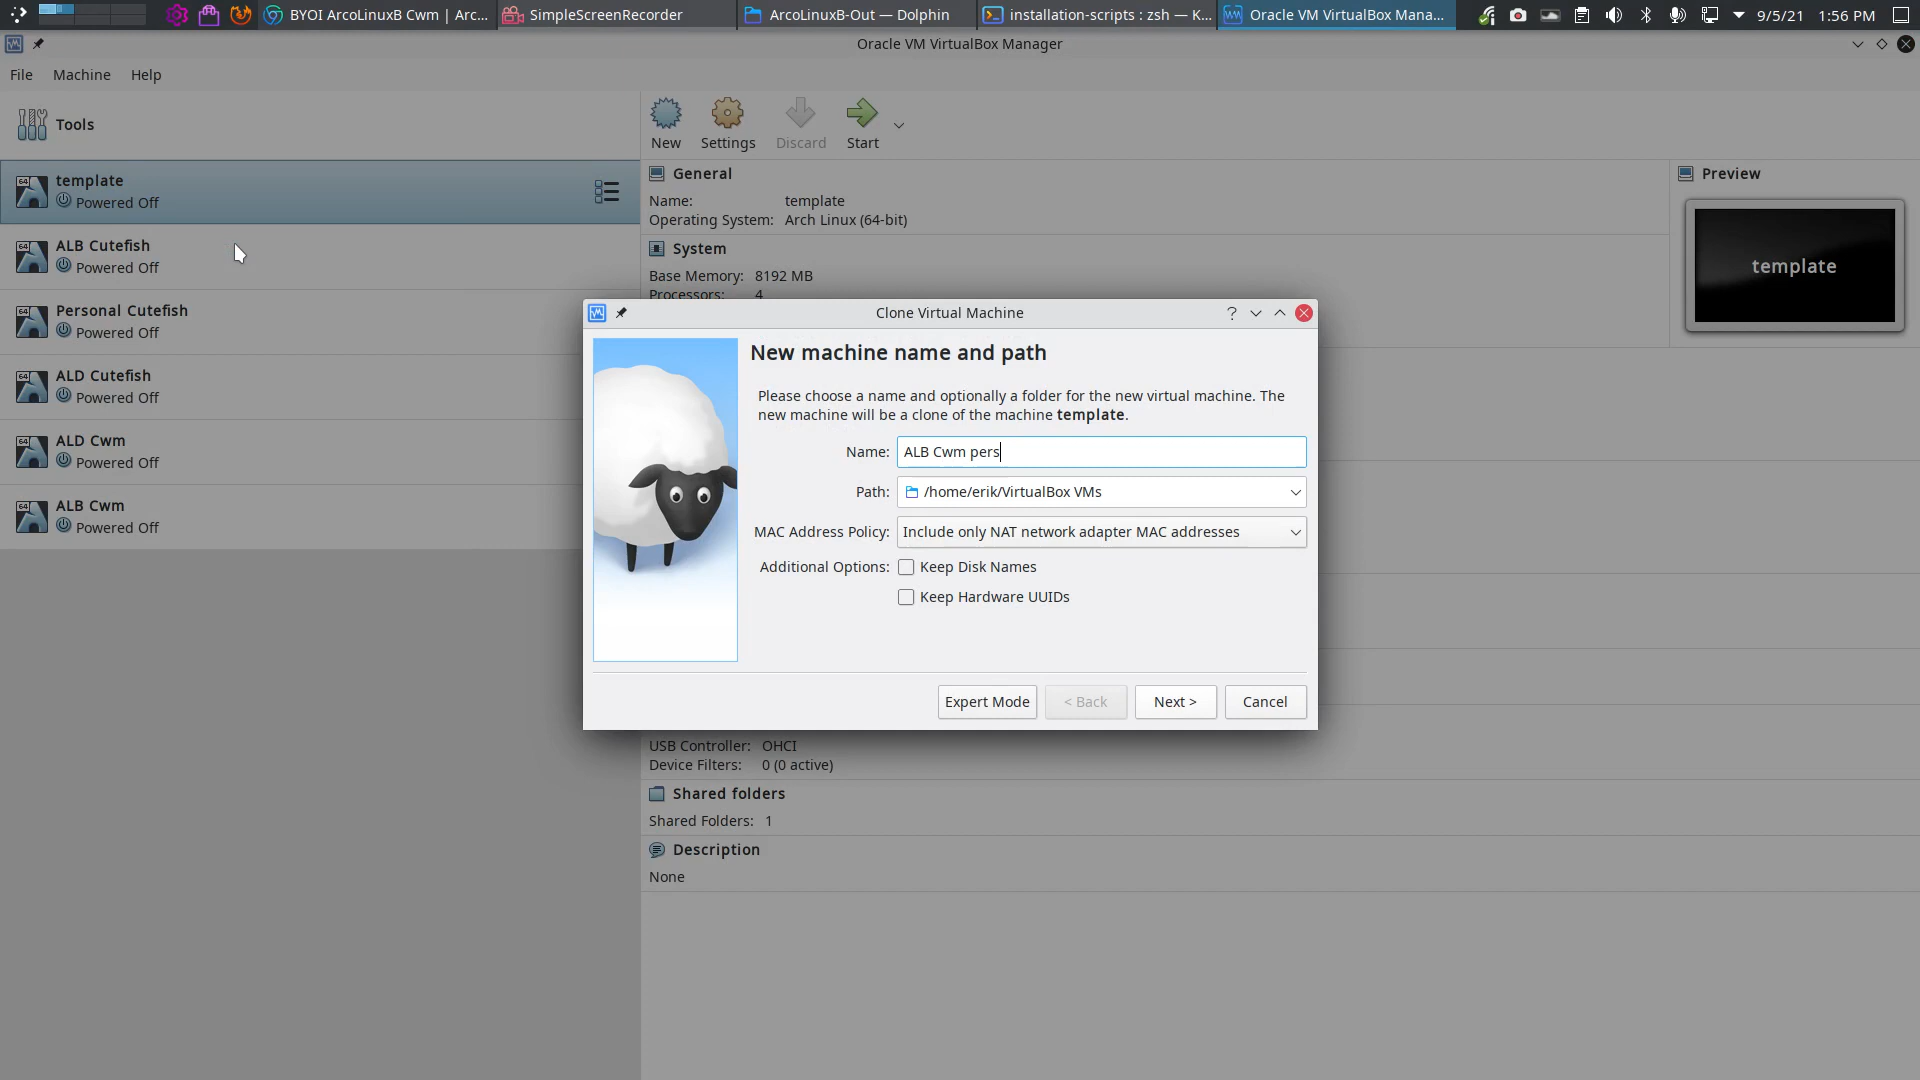 BYOI ArcoLinuxB Cwm | Arc...
SimpleScreenRecorder
ArcoLinuxB-Out — Dolphin
installation-scripts : zsh — K...
Oracle VM VirtualBox Mana...
9/5/21 1:56 PM
Oracle VM VirtualBox Manager
File Machine Help
Tools
New Settings Discard Start
64 template
Powered Off
64 ALB Cutefish
Powered Off
64 Personal Cutefish
Powered Off
64 ALD Cutefish
Powered Off
64 ALD Cwm
Powered Off
64 ALB Cwm
Powered Off
General
Name: template
Operating System: Arch Linux (64-bit)
System
Base Memory: 8192 MB
Processors: 4
Preview
template
Clone Virtual Machine
?
New machine name and path
Please choose a name and optionally a folder for the new virtual machine. The
new machine will be a clone of the machine template.
Name: ALB Cwm pers
Path: /home/erik/VirtualBox VMs
MAC Address Policy: Include only NAT network adapter MAC addresses
Additional Options: Keep Disk Names
Keep Hardware UUIDs
Expert Mode < Back Next > Cancel
USB Controller: OHCI
Device Filters: 0 (0 active)
Shared folders
Shared Folders: 1
Description
None